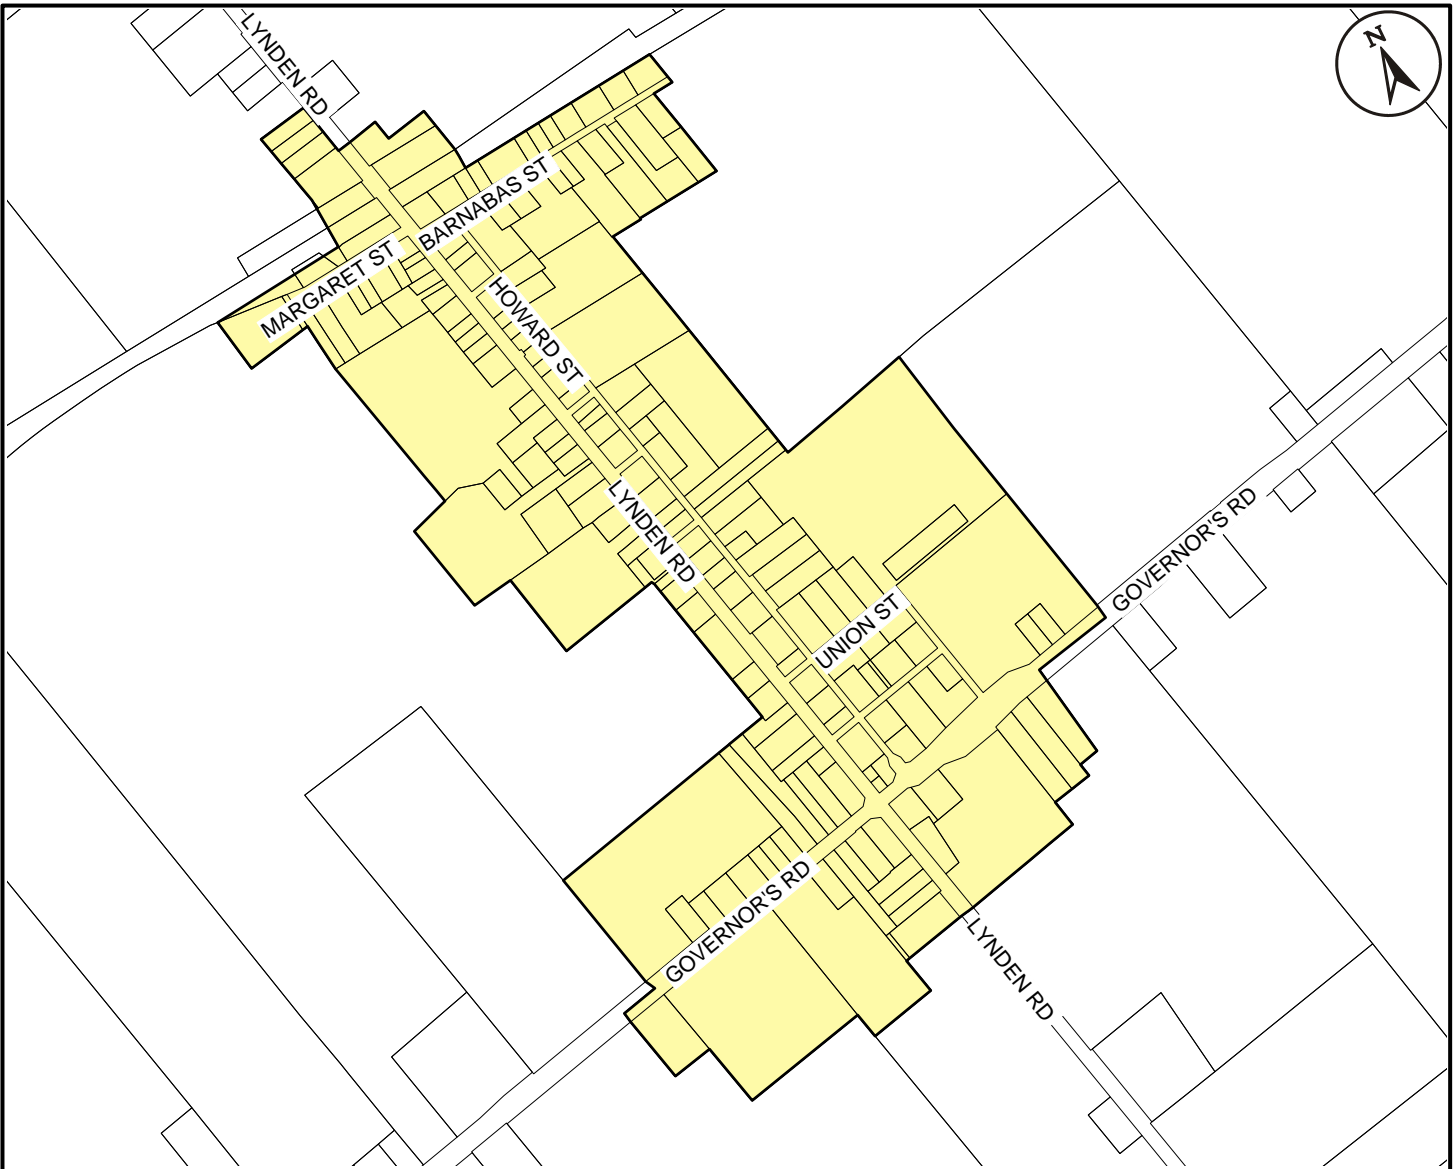 LYNDEN RD
N
BARNABAS ST
MARGARET ST
HOWARD ST
LYNDEN RD
GOVERNOR'S RD
UNION ST
GOVERNOR'S RD
LYNDEN RD